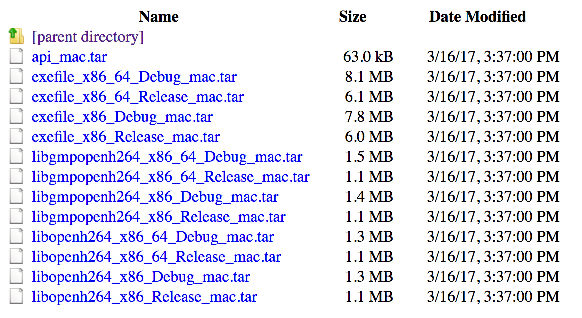 Name Size Date Modified
[parent directory]
api_mac.tar 63.0 kB 3/16/17, 3:37:00 PM
exefile_x86_64_Debug_mac.tar 8.1 MB 3/16/17, 3:37:00 PM
exefile_x86_64_Release_mac.tar 6.1 MB 3/16/17, 3:37:00 PM
exefile_x86_Debug_mac.tar 7.8 MB 3/16/17, 3:37:00 PM
exefile_x86_Release_mac.tar 6.0 MB 3/16/17, 3:37:00 PM
libgmpopenh264_x86_64_Debug_mac.tar 1.5 MB 3/16/17, 3:37:00 PM
libgmpopenh264_x86_64_Release_mac.tar 1.1 MB 3/16/17, 3:37:00 PM
libgmpopenh264_x86_Debug_mac.tar 1.4 MB 3/16/17, 3:37:00 PM
libgmpopenh264_x86_Release_mac.tar 1.1 MB 3/16/17, 3:37:00 PM
libopenh264_x86_64_Debug_mac.tar 1.3 MB 3/16/17, 3:37:00 PM
libopenh264_x86_64_Release_mac.tar 1.1 MB 3/16/17, 3:37:00 PM
libopenh264_x86_Debug_mac.tar 1.3 MB 3/16/17, 3:37:00 PM
libopenh264_x86_Release_mac.tar 1.1 MB 3/16/17, 3:37:00 PM